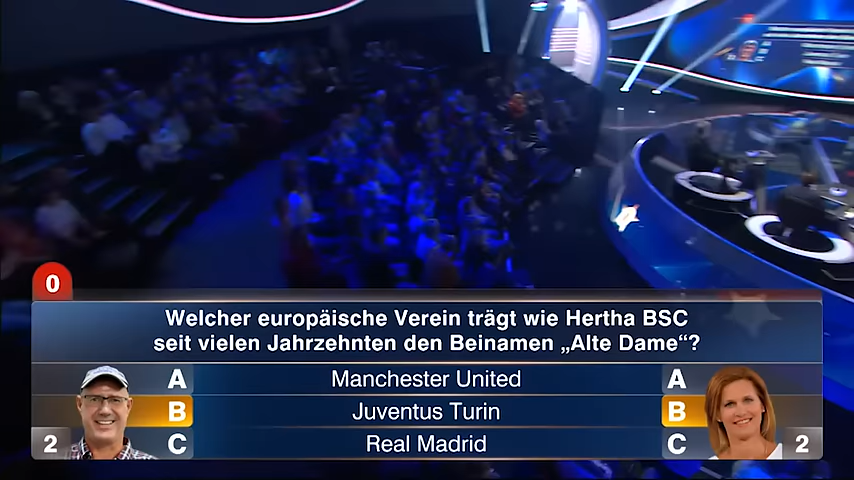 0
Welcher europäische Verein trägt wie Hertha BSC
seit vielen Jahrzehnten den Beinamen „Alte Dame“?
A Manchester United A
B Juventus Turin B
2 C Real Madrid C 2